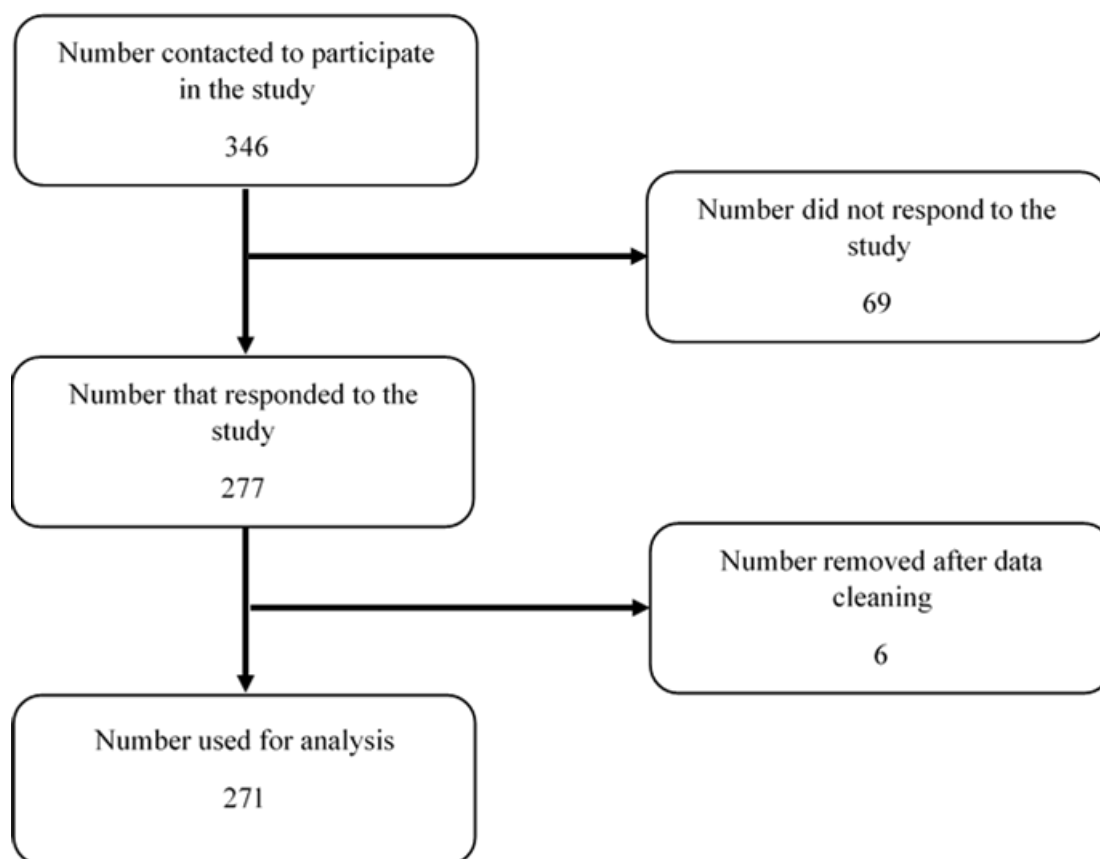 Number contacted to participate
in the study
346
Number did not respond to the
study
69
Number that responded to the
study
277
Number removed after data
cleaning
6
Number used for analysis
271